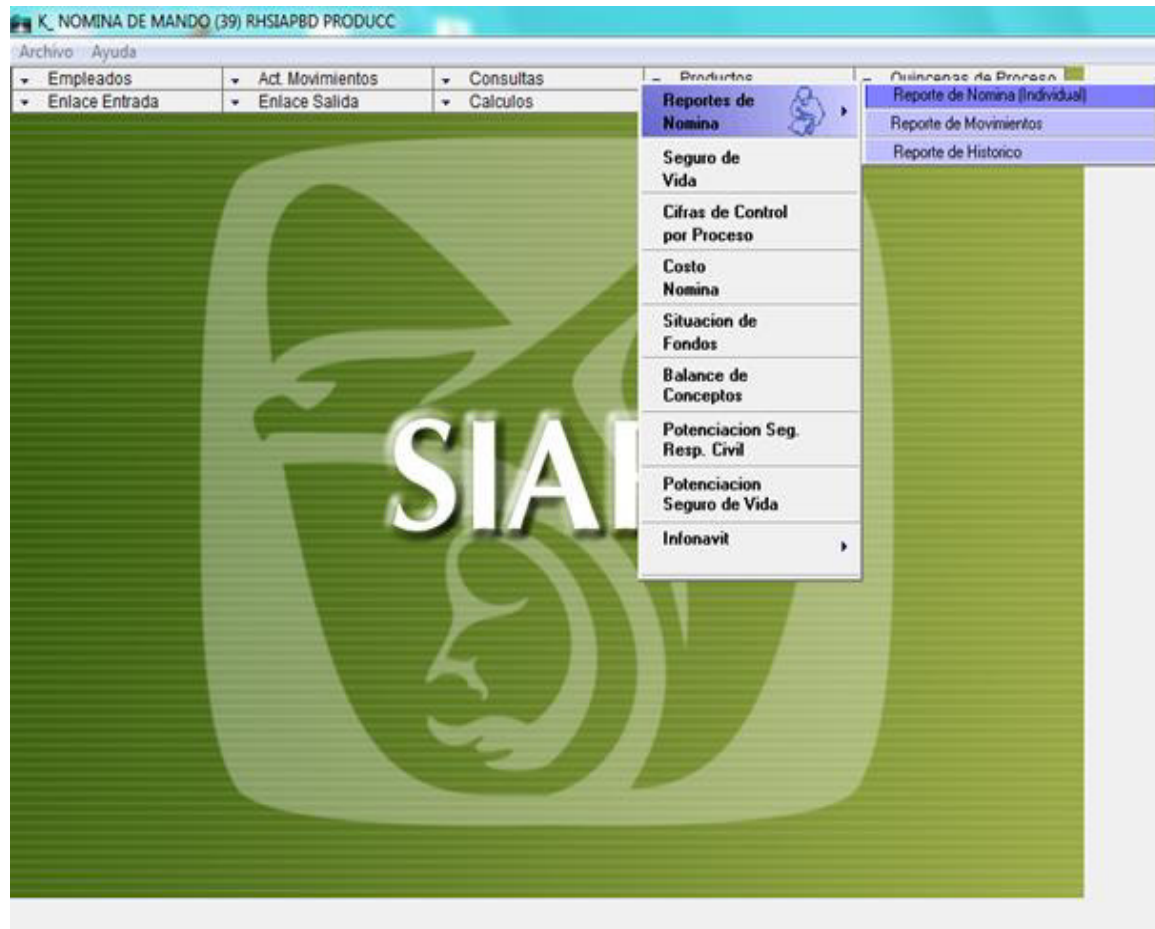 K_ NOMINA DE MANDO (39) RHSIAPBD PRODUCC
Archivo Ayuda
Empleados Act. Movimientos Consultas Productos Quincenas de Proceso
Enlace Entrada Enlace Salida Calculos
Reportes de
Nomina
Reporte de Nomina (Individual)
Reporte de Movimientos
Reporte de Historico
Seguro de
Vida
Cifras de Control
por Proceso
Costo
Nomina
Situacion de
Fondos
Balance de
Conceptos
Potenciacion Seg.
Resp. Civil
Potenciacion
Seguro de Vida
Infonavit